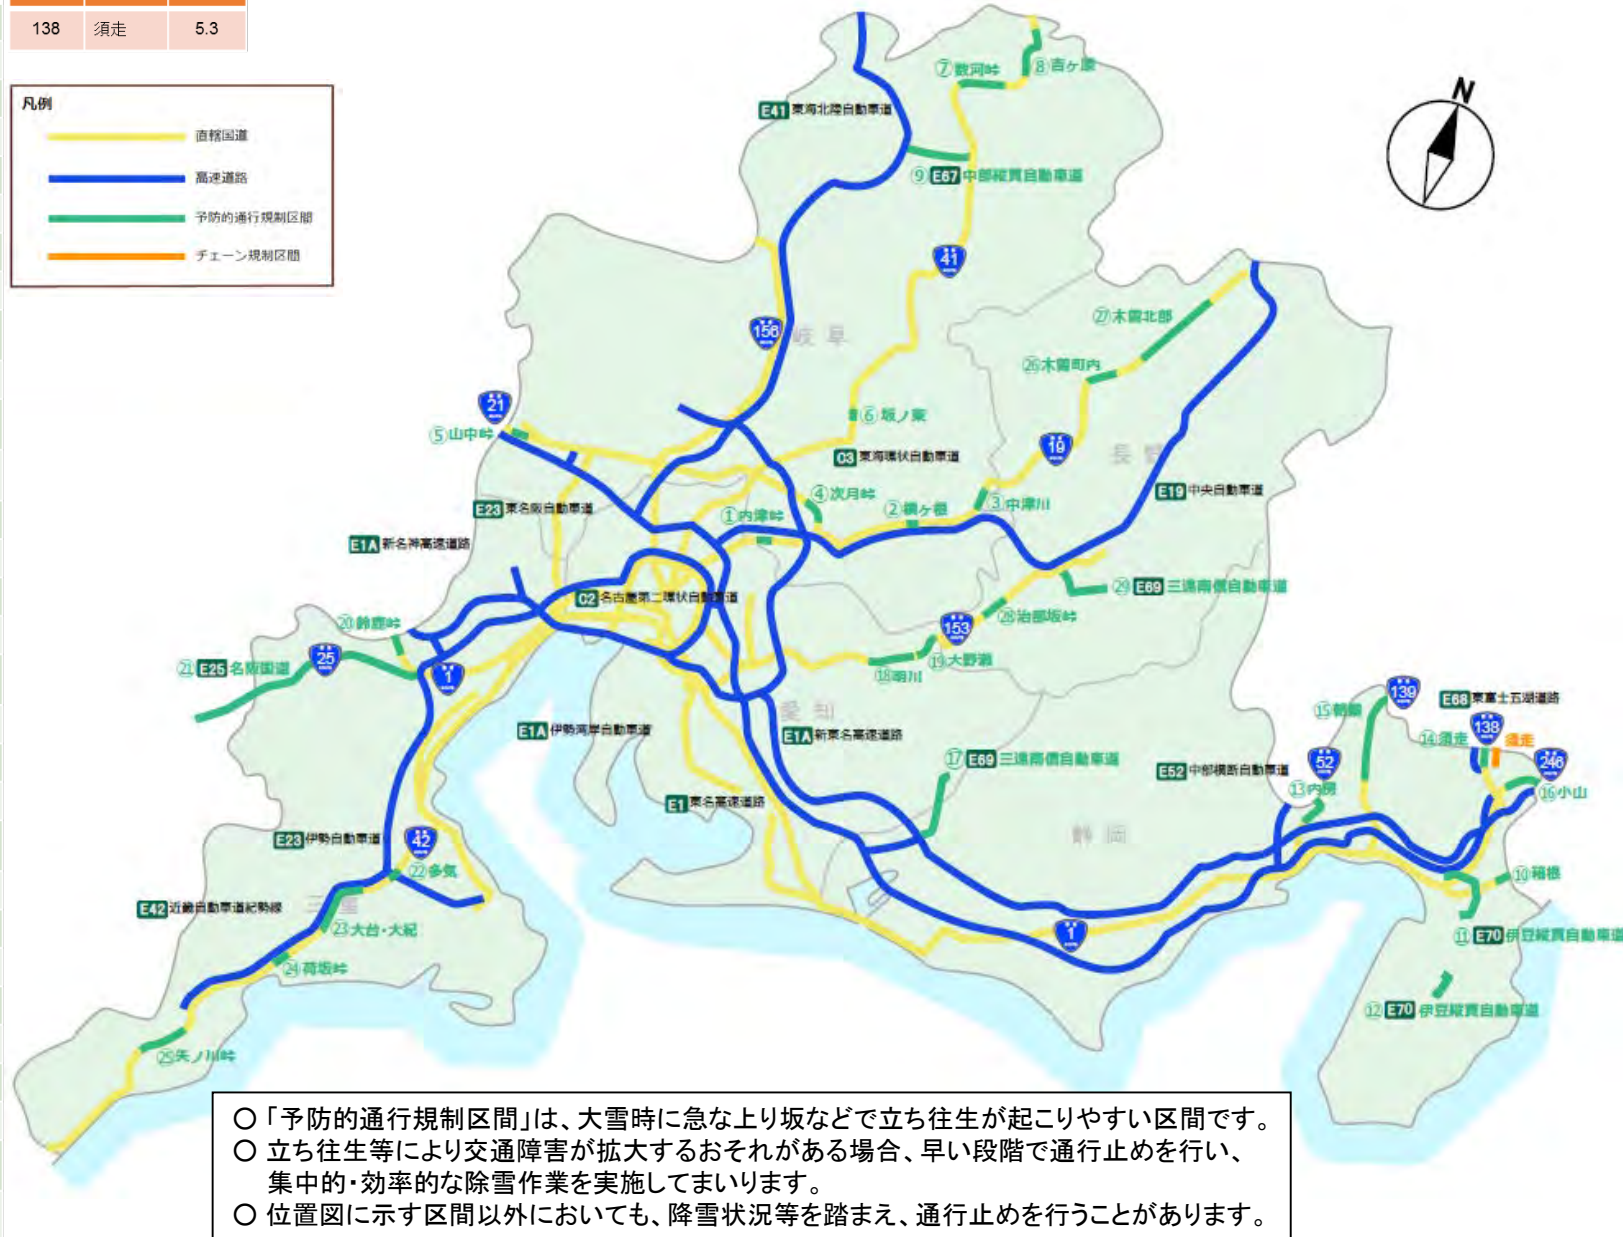 138 須走 5.3
凡例
直轄国道
高速道路
予防的通行規制区間
チェーン規制区間
N
⑦数河峠
⑧吉ヶ原
E41 東海北陸自動車道
⑨ E67 中部縦貫自動車道
41
156
岐阜
㉗木曽北部
㉖木曽町内
21
⑤山中峠
⑥坂ノ東
19
長野
C3 東海環状自動車道
E19 中央自動車道
④次月峠
②槙ヶ根
③中津川
①内津峠
E23 東名阪自動車道
E1A 新名神高速道路
C2 名古屋第二環状自動車道
㉙ E69 三遠南信自動車道
㉘治部坂峠
153
⑲大野瀬
⑱明川
⑳鈴鹿峠
㉑ E25 名阪国道
25
1
愛知
E1A 伊勢湾岸自動車道
E1A 新東名高速道路
⑰ E69 三遠南信自動車道
E1 東名高速道路
E52 中部横断自動車道
139
⑮朝霧
E68 東富士五湖道路
138
⑭須走
須走
246
⑯小山
52
⑬内房
静岡
E23 伊勢自動車道
42
㉒多気
⑩箱根
E42 近畿自動車道紀勢線
三重
㉓大台・大紀
1
⑪ E70 伊豆縦貫自動車道
㉔荷坂峠
⑫ E70 伊豆縦貫自動車道
㉕矢ノ川峠
○「予防的通行規制区間」は、大雪時に急な上り坂などで立ち往生が起こりやすい区間です。
○ 立ち往生等により交通障害が拡大するおそれがある場合、早い段階で通行止めを行い、
集中的・効率的な除雪作業を実施してまいります。
○ 位置図に示す区間以外においても、降雪状況等を踏まえ、通行止めを行うことがあります。